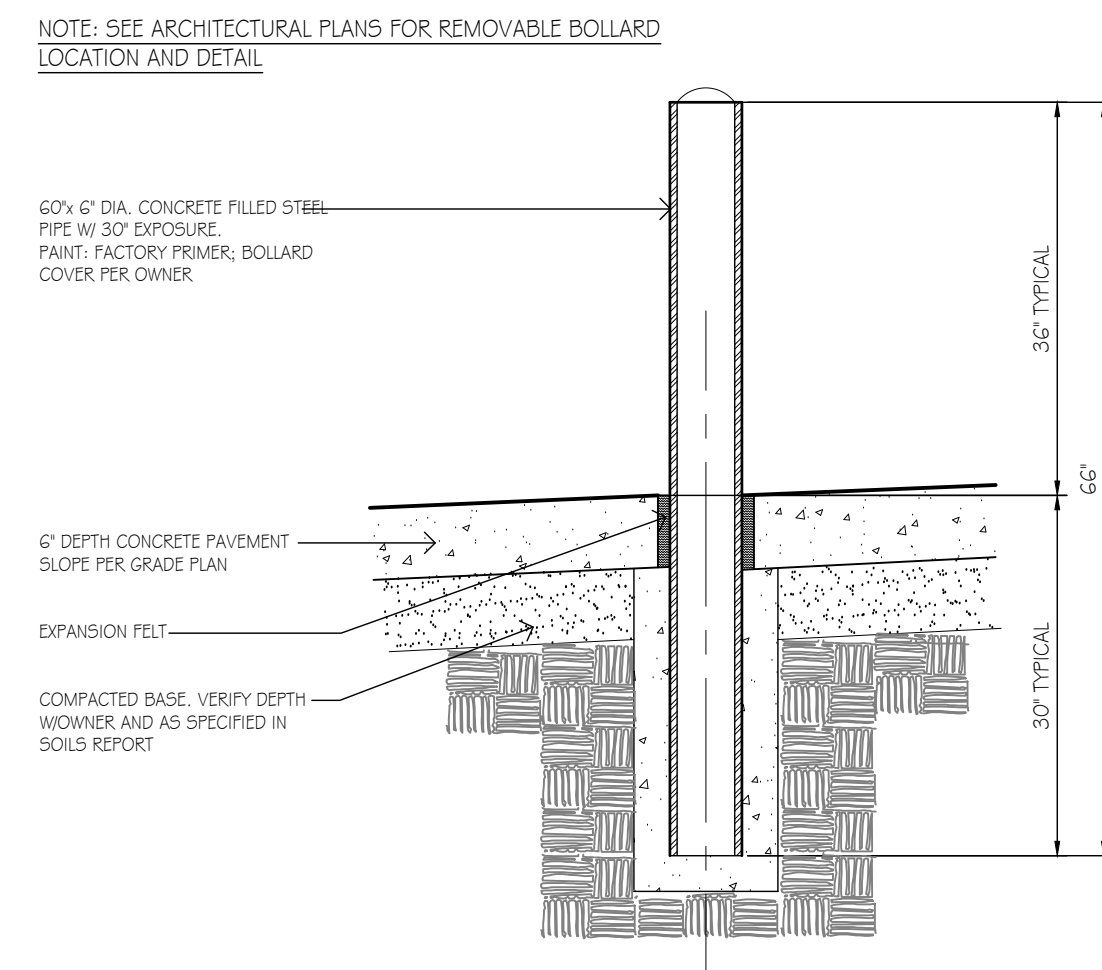 NOTE: SEE ARCHITECTURAL PLANS FOR REMOVABLE BOLLARD
LOCATION AND DETAIL
60"x 6" DIA. CONCRETE FILLED STEEL
PIPE W/ 30" EXPOSURE.
PAINT: FACTORY PRIMER; BOLLARD
COVER PER OWNER
36" TYPICAL
66"
6" DEPTH CONCRETE PAVEMENT
SLOPE PER GRADE PLAN
EXPANSION FELT
30" TYPICAL
COMPACTED BASE. VERIFY DEPTH
W/OWNER AND AS SPECIFIED IN
SOILS REPORT